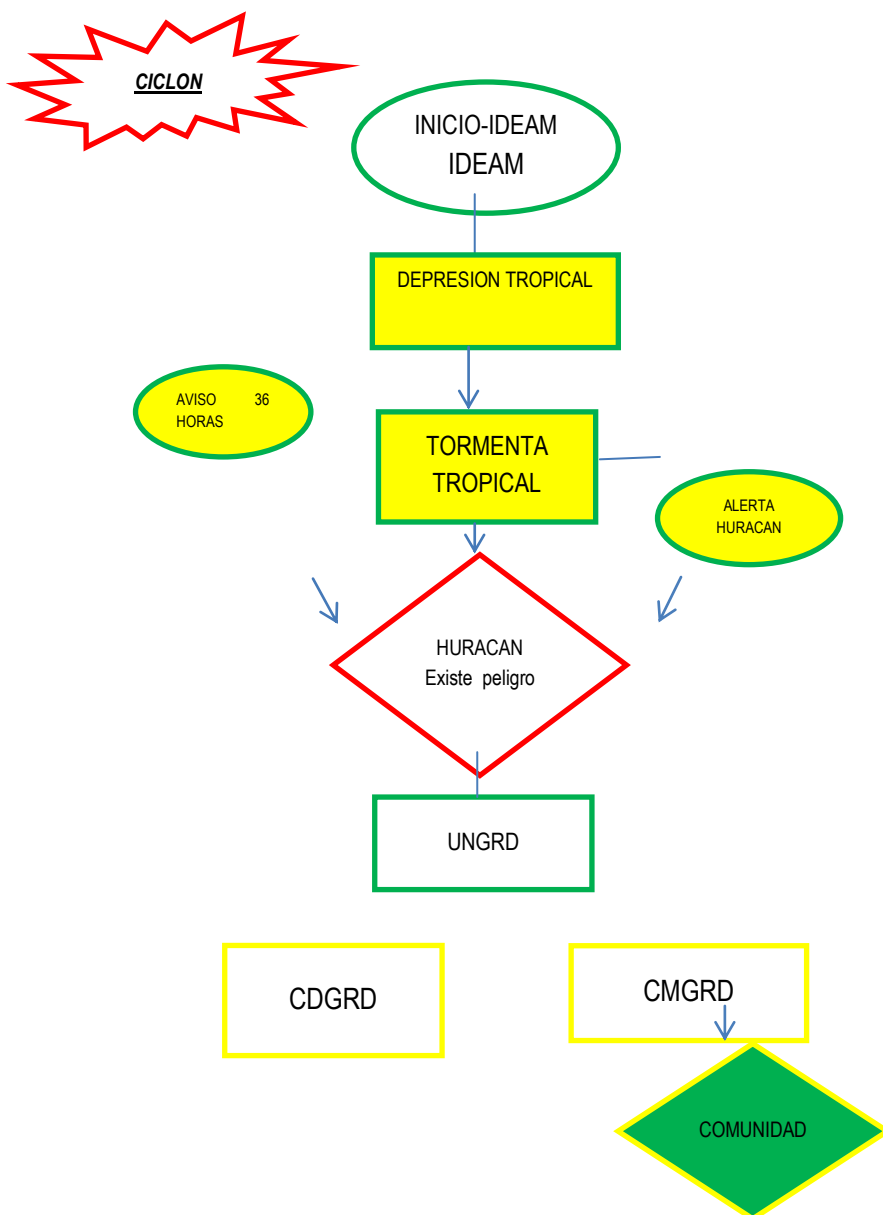 CICLON
INICIO-IDEAM
IDEAM
DEPRESION TROPICAL
AVISO 36
HORAS
TORMENTA
TROPICAL
ALERTA
HURACAN
HURACAN
Existe peligro
UNGRD
CDGRD
CMGRD
COMUNIDAD